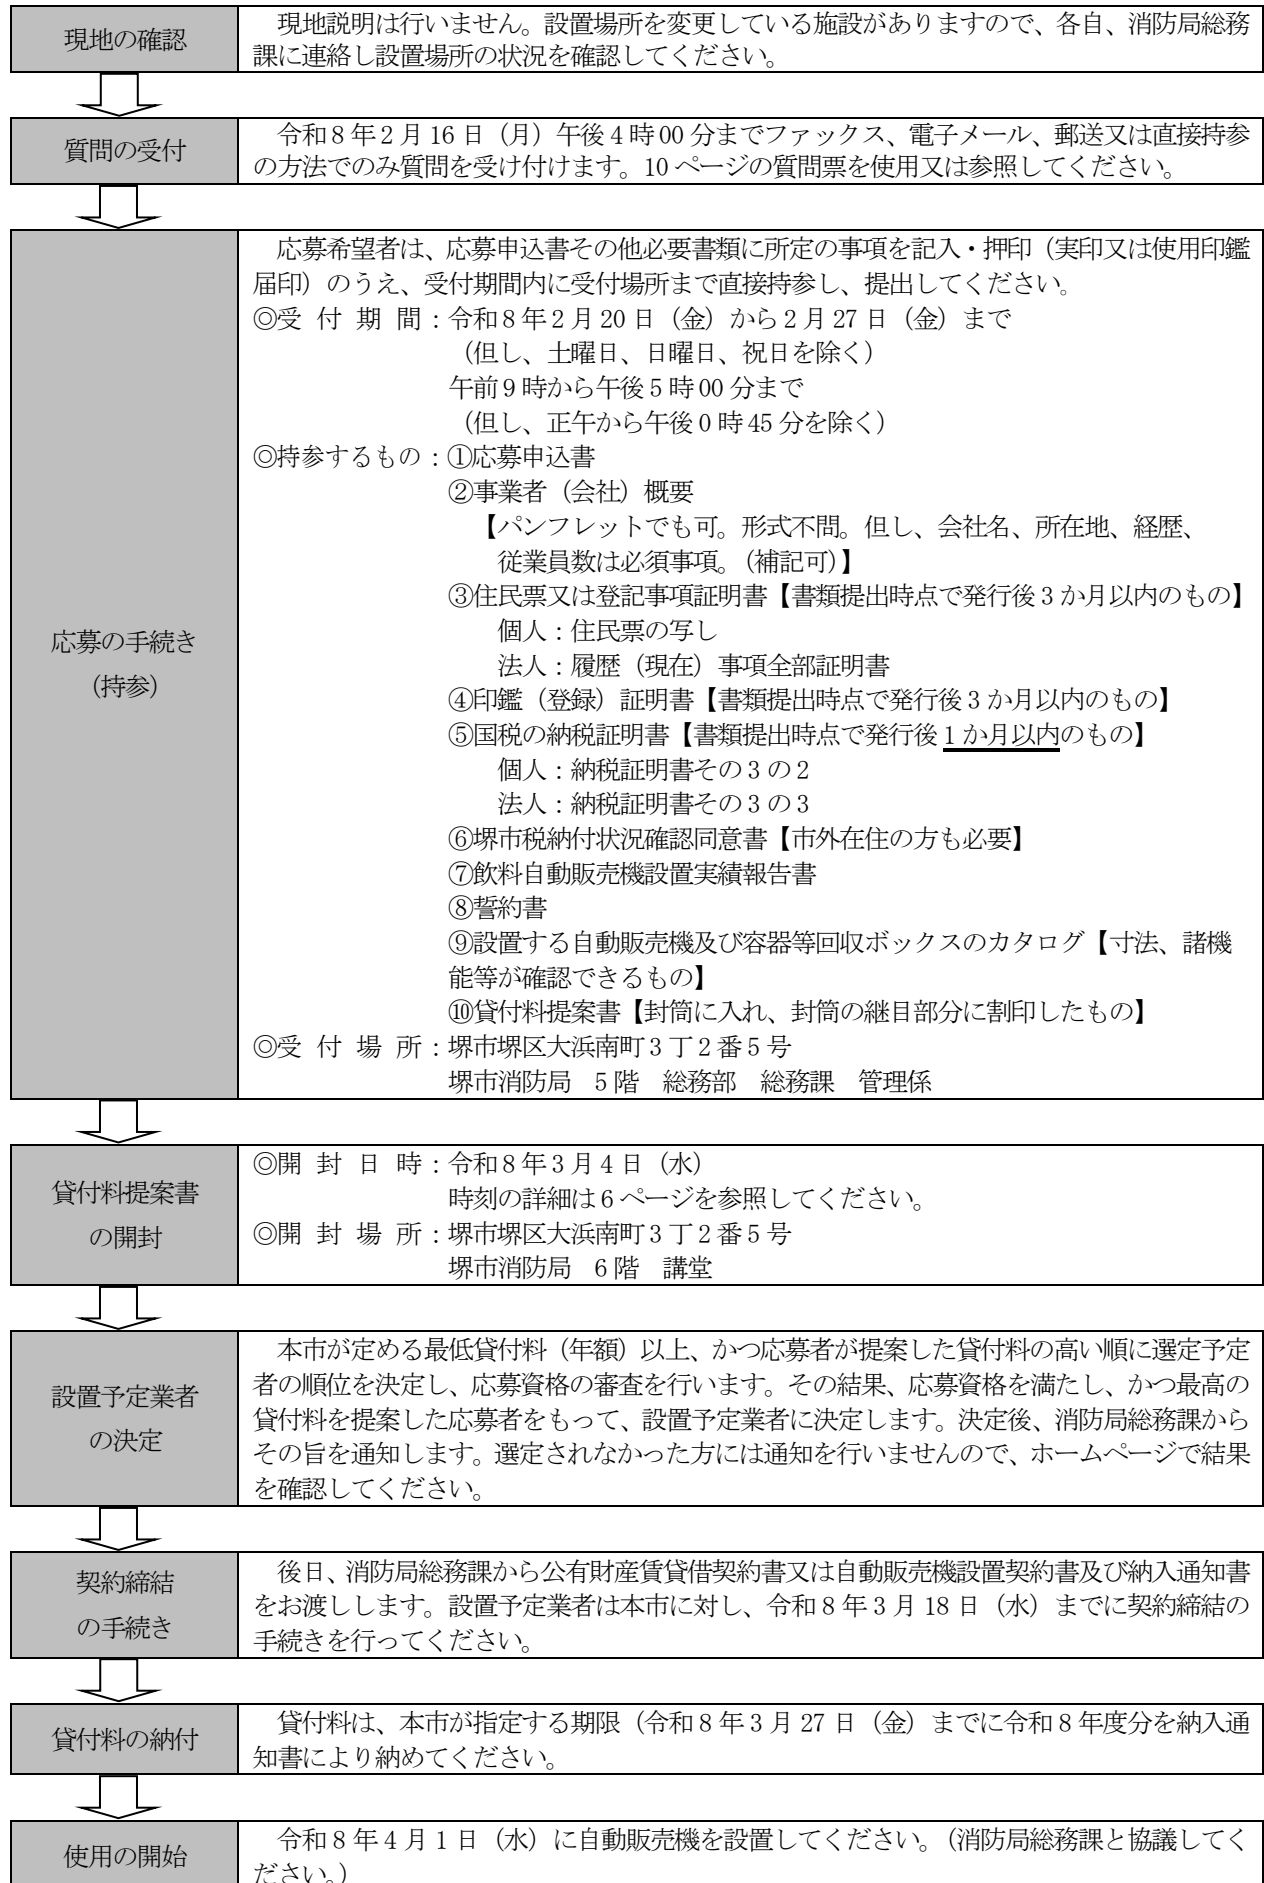 現地の確認
現地説明は行いません。設置場所を変更している施設がありますので、各自、消防局総務
課に連絡し設置場所の状況を確認してください。
質問の受付
令和８年２月 16 日（月）午後４時 00 分までファックス、電子メール、郵送又は直接持参
の方法でのみ質問を受け付けます。10 ページの質問票を使用又は参照してください。
応募の手続き
（持参）
応募希望者は、応募申込書その他必要書類に所定の事項を記入・押印（実印又は使用印鑑
届印）のうえ、受付期間内に受付場所まで直接持参し、提出してください。
◎受 付 期 間：令和８年２月 20 日（金）から２月 27 日（金）まで
（但し、土曜日、日曜日、祝日を除く）
午前９時から午後５時 00 分まで
（但し、正午から午後０時 45 分を除く）
◎持参するもの：①応募申込書
②事業者（会社）概要
【パンフレットでも可。形式不問。但し、会社名、所在地、経歴、
従業員数は必須事項。（補記可）】
③住民票又は登記事項証明書【書類提出時点で発行後３か月以内のもの】
個人：住民票の写し
法人：履歴（現在）事項全部証明書
④印鑑（登録）証明書【書類提出時点で発行後３か月以内のもの】
⑤国税の納税証明書【書類提出時点で発行後１か月以内のもの】
個人：納税証明書その３の２
法人：納税証明書その３の３
⑥堺市税納付状況確認同意書【市外在住の方も必要】
⑦飲料自動販売機設置実績報告書
⑧誓約書
⑨設置する自動販売機及び容器等回収ボックスのカタログ【寸法、諸機
能等が確認できるもの】
⑩貸付料提案書【封筒に入れ、封筒の継目部分に割印したもの】
◎受 付 場 所：堺市堺区大浜南町３丁２番５号
堺市消防局　５階　総務部　総務課　管理係
貸付料提案書
の開封
◎開 封 日 時：令和８年３月４日（水）
時刻の詳細は６ページを参照してください。
◎開 封 場 所：堺市堺区大浜南町３丁２番５号
堺市消防局　６階　講堂
設置予定業者
の決定
本市が定める最低貸付料（年額）以上、かつ応募者が提案した貸付料の高い順に選定予定
者の順位を決定し、応募資格の審査を行います。その結果、応募資格を満たし、かつ最高の
貸付料を提案した応募者をもって、設置予定業者に決定します。決定後、消防局総務課から
その旨を通知します。選定されなかった方には通知を行いませんので、ホームページで結果
を確認してください。
契約締結
の手続き
後日、消防局総務課から公有財産賃貸借契約書又は自動販売機設置契約書及び納入通知書
をお渡しします。設置予定業者は本市に対し、令和８年３月 18 日（水）までに契約締結の
手続きを行ってください。
貸付料の納付
貸付料は、本市が指定する期限（令和８年３月 27 日（金）までに令和８年度分を納入通
知書により納めてください。
使用の開始
令和８年４月１日（水）に自動販売機を設置してください。（消防局総務課と協議してく
ださい。）